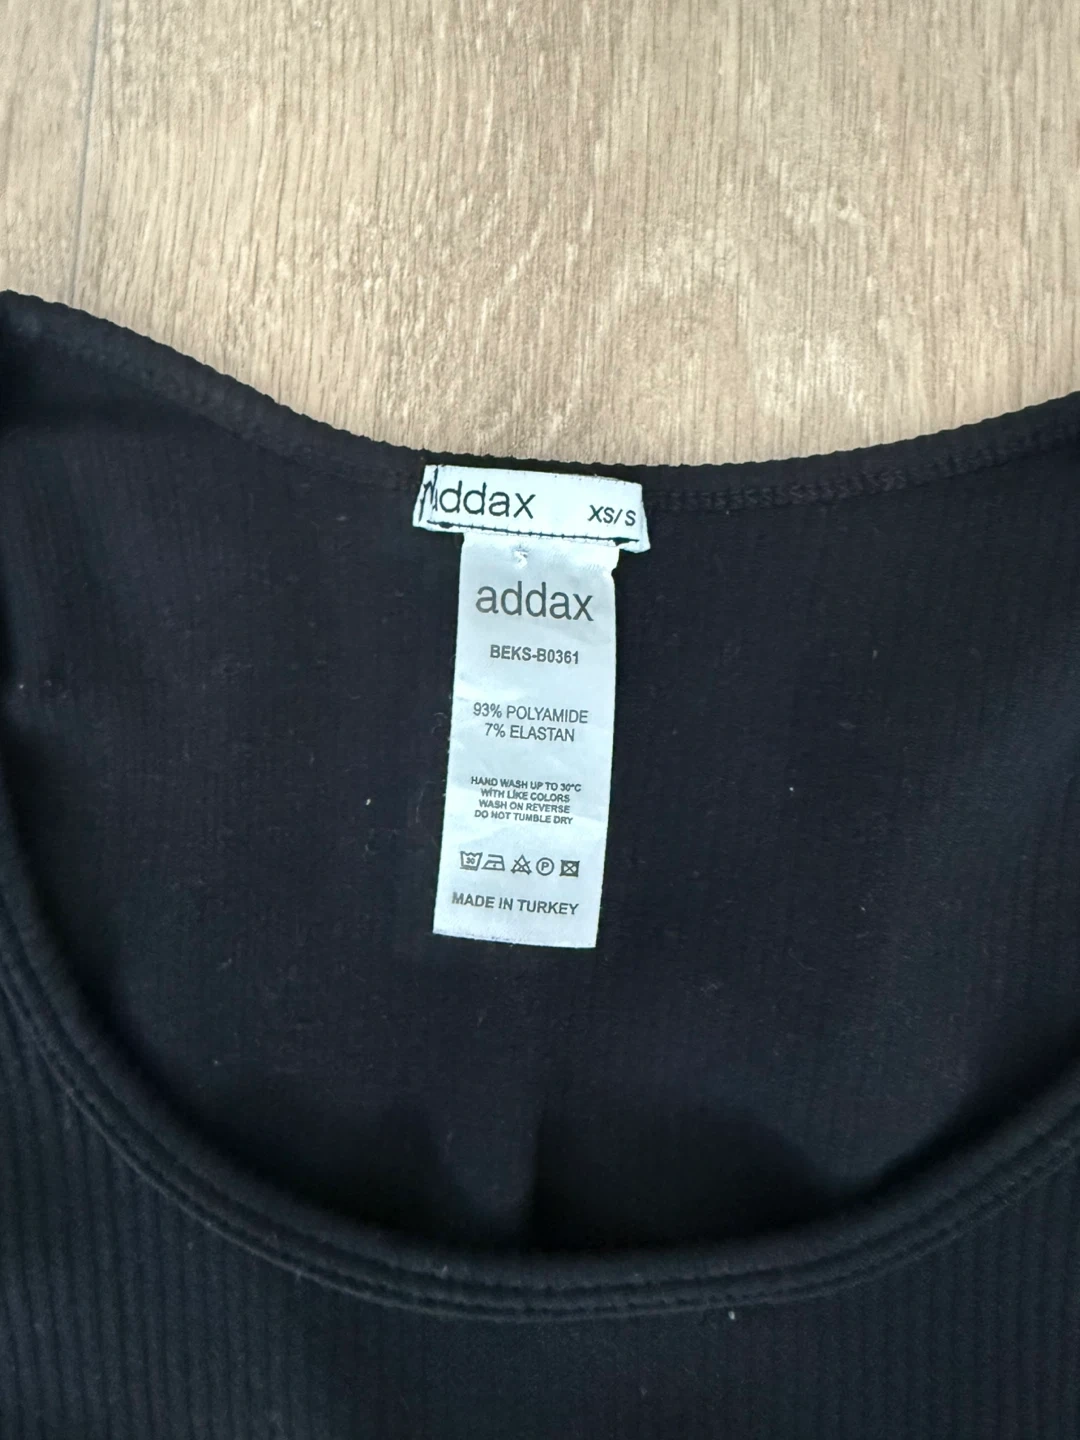 addax XS/S
addax
BEKS-B0361
93% POLYAMIDE
7% ELASTAN
HAND WASH UP TO 30°C
WITH LIKE COLORS
WASH ON REVERSE
DO NOT TUMBLE DRY
30 P
MADE IN TURKEY